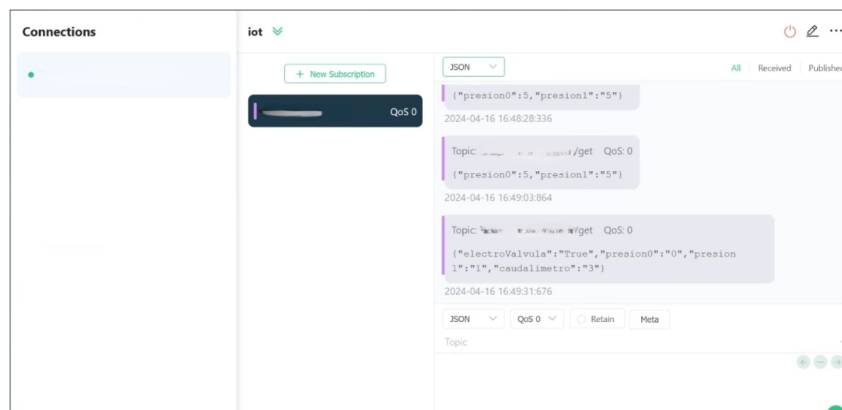 Connections
iot
+ New Subscription
QoS 0
JSON
All Received Published
{"presion0":5,"presion1":"5"}
2024-04-16 16:48:28:336
Topic: /get QoS: 0
{"presion0":5,"presion1":"5"}
2024-04-16 16:49:03:864
Topic: /get QoS: 0
{"electroValvula":"True","presion0":"0","presion
1":"1","caudalimetro":"3"}
2024-04-16 16:49:31:676
JSON QoS 0 Retain Meta
Topic